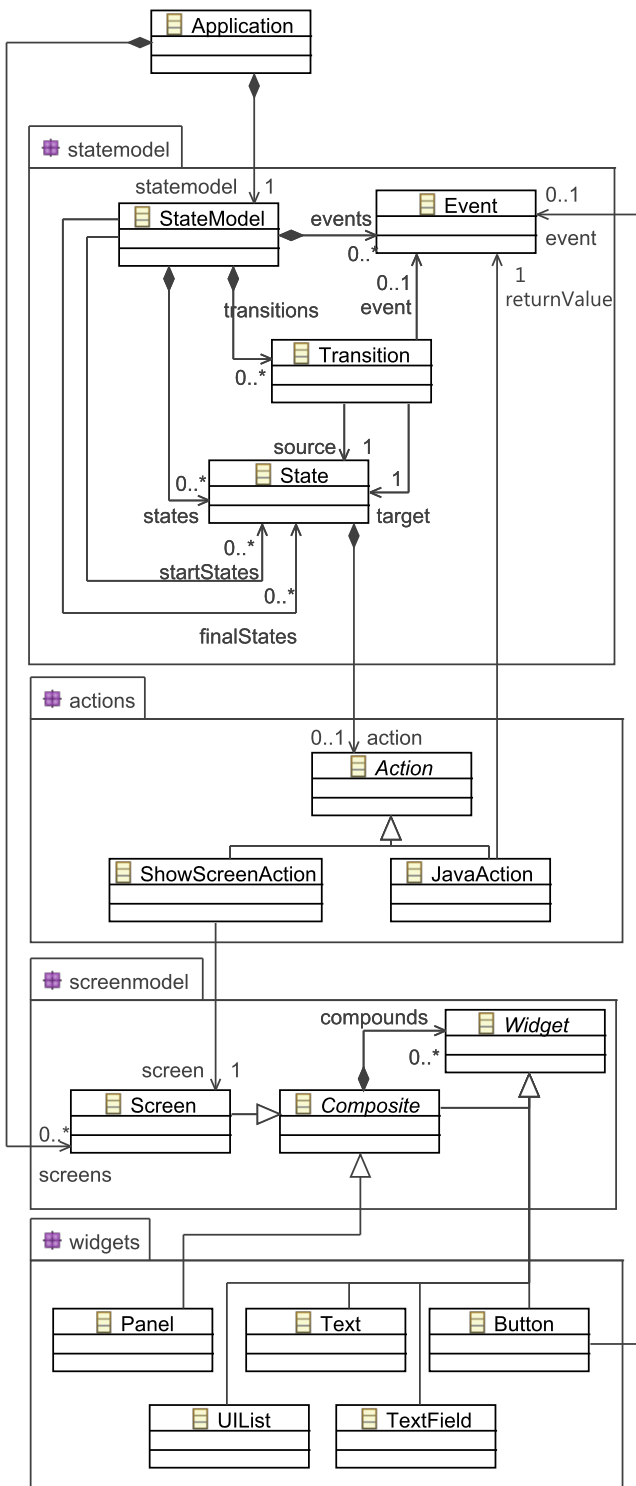 Application
statemodel
statemodel 1
StateModel
events
0..*
Event
0..1
event
1
returnValue
0..1
event
transitions
0..*
Transition
source 1
1
target
State
0..*
states
0..*
startStates
0..*
finalStates
actions
0..1 action
Action
ShowScreenAction
JavaAction
screenmodel
compounds
0..*
Widget
screen 1
Screen
Composite
0..*
screens
widgets
Panel
Text
Button
UIList
TextField